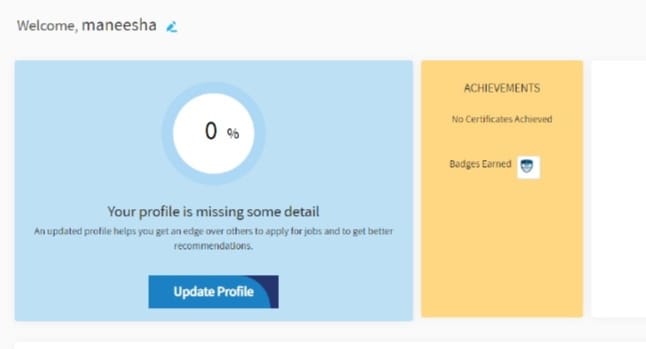 Welcome, maneesha
0 %
Your profile is missing some detail
An updated profile helps you get an edge over others to apply for jobs and to get better
recommendations.
Update Profile
ACHIEVEMENTS
No Certificates Achieved
Badges Earned